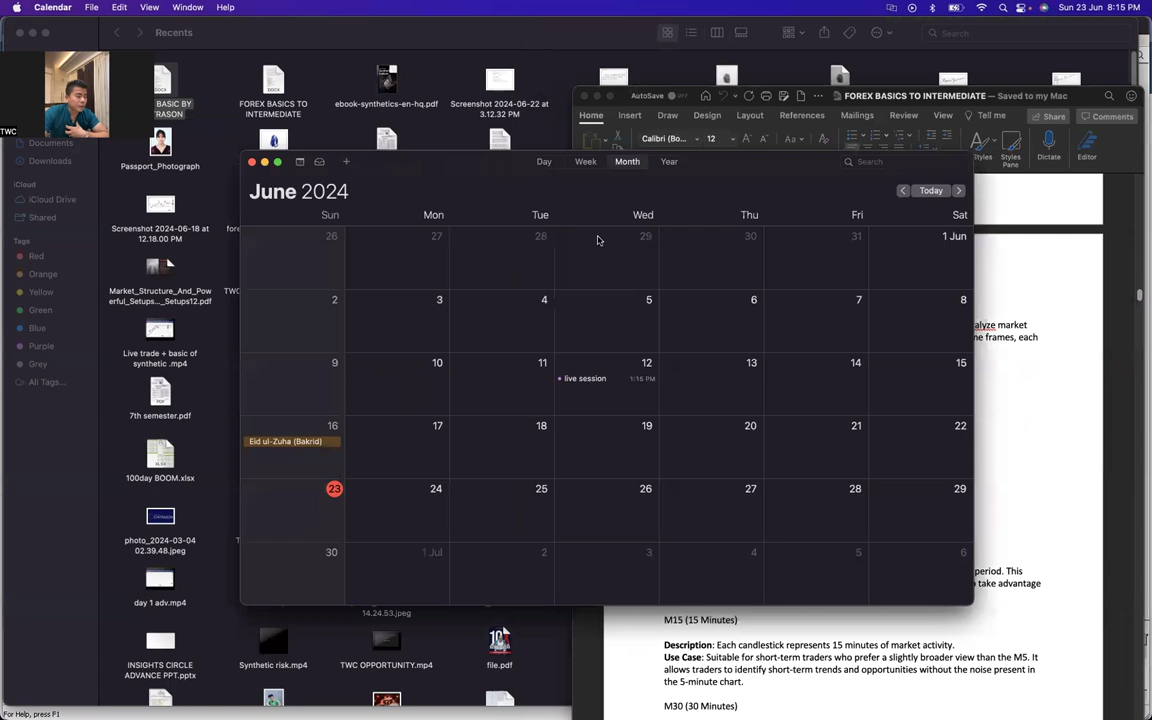 Calendar File Edit View Window Help Sun 23 Jun 8:15 PM
Recents Search
BASIC BY
RASON
FOREX BASICS TO
INTERMEDIATE
ebook-synthetics-en-hq.pdf
Screenshot 2024-06-22 at
3.12.32 PM
TWC
Documents
Downloads
iCloud
iCloud Drive
Shared
Tags
Red
Orange
Yellow
Green
Blue
Purple
Grey
All Tags...
Passport_Photograph
Screenshot 2024-06-18 at
12.18.00 PM
Market_Structure_And_Pow
erful_Setups..._Setups12.pdf
Live trade + basic of
synthetic .mp4
7th semester.pdf
100day BOOM.xlsx
photo_2024-03-04
02.39.48.jpeg
day 1 adv.mp4
INSIGHTS CIRCLE
ADVANCE PPT.pptx
14.24.53.jpeg
Synthetic risk.mp4
TWC OPPORTUNITY.mp4
file.pdf
AutoSave FOREX BASICS TO INTERMEDIATE — Saved to my Mac
Home Insert Draw Design Layout References Mailings Review View Tell me Share Comments
Calibri (Bo... 12 Styles Styles
Pane Dictate Editor
Day Week Month Year Search
June 2024 Today
Sun Mon Tue Wed Thu Fri Sat
26 27 28 29 30 31 1 Jun
2 3 4 5 6 7 8
9 10 11 12 13 14 15
live session 1:15 PM
16 17 18 19 20 21 22
Eid ul-Zuha (Bakrid)
23 24 25 26 27 28 29
30 1 Jul 2 3 4 5 6
alyze market
ne frames, each
period. This
take advantage
M15 (15 Minutes)
Description: Each candlestick represents 15 minutes of market activity.
Use Case: Suitable for short-term traders who prefer a slightly broader view than the M5. It
allows traders to identify short-term trends and opportunities without the noise present in
the 5-minute chart.
M30 (30 Minutes)
For Help, press F1